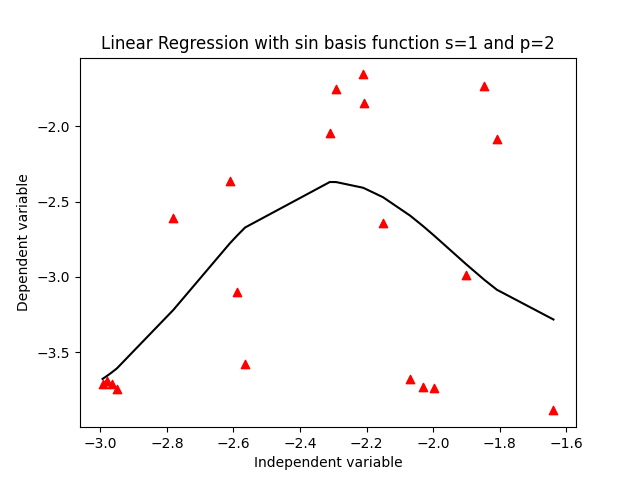 Linear Regression with sin basis function s=1 and p=2
Dependent variable
−2.0
−2.5
−3.0
−3.5
−3.0 −2.8 −2.6 −2.4 −2.2 −2.0 −1.8 −1.6
Independent variable